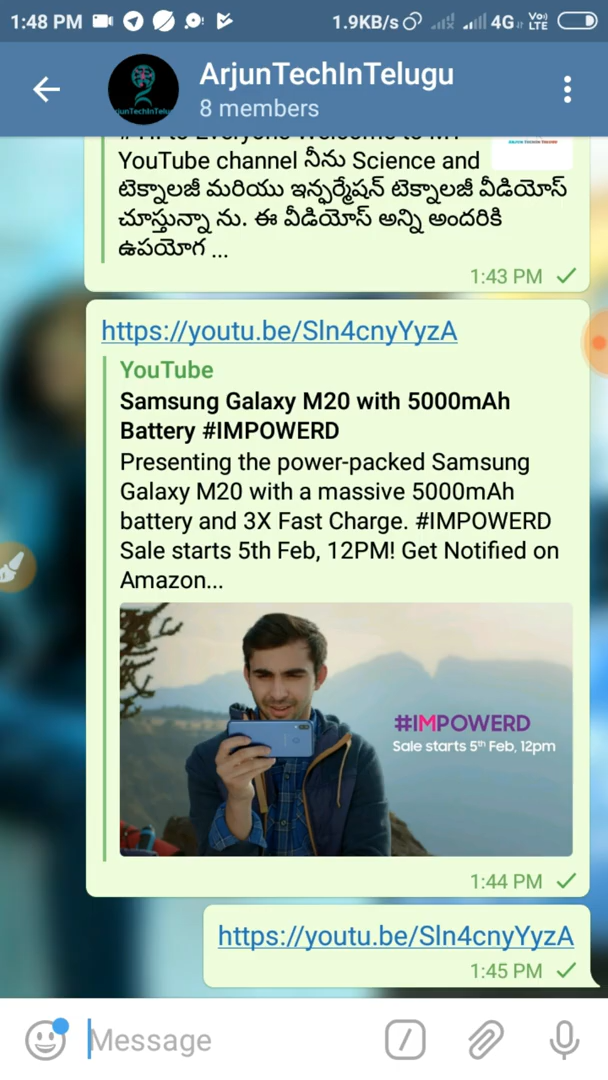 1:48 PM
1.9KB/s
4G
Vo))
LTE
ArjunTechInTelugu
8 members
YouTube channel నీను Science and
టెక్నాలజీ మరియు ఇన్ఫర్మేషన్ టెక్నాలజీ వీడియోస్
చూస్తున్నా ను. ఈ వీడియోస్ అన్ని అందరికి
ఉపయోగ ...
1:43 PM
https://youtu.be/Sln4cnyYyzA
YouTube
Samsung Galaxy M20 with 5000mAh
Battery #IMPOWERD
Presenting the power-packed Samsung
Galaxy M20 with a massive 5000mAh
battery and 3X Fast Charge. #IMPOWERD
Sale starts 5th Feb, 12PM! Get Notified on
Amazon...
#IMPOWERD
Sale starts 5th Feb, 12pm
1:44 PM
https://youtu.be/Sln4cnyYyzA
1:45 PM
Message